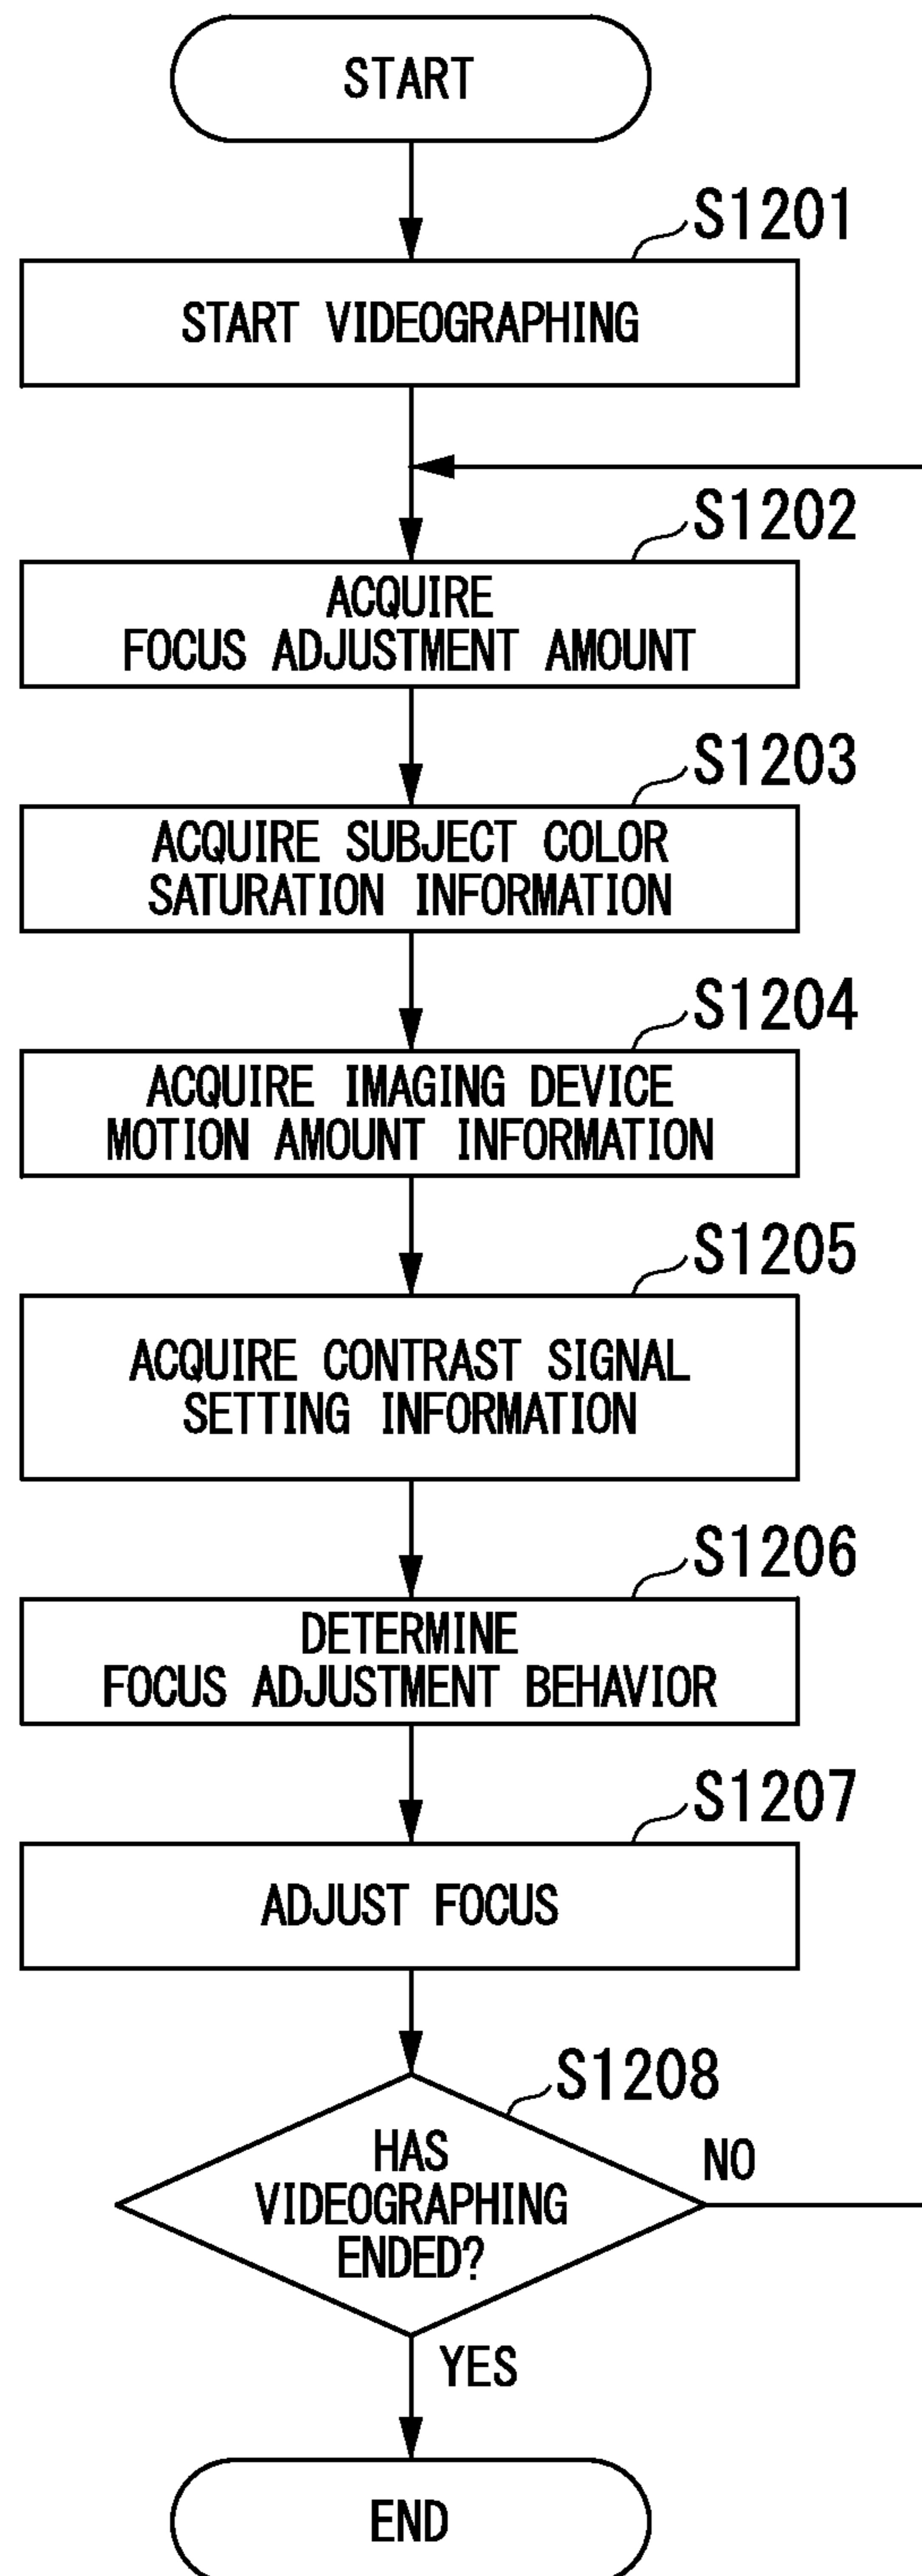 START
S1201
START VIDEOGRAPHING
S1202
ACQUIRE
FOCUS ADJUSTMENT AMOUNT
S1203
ACQUIRE SUBJECT COLOR
SATURATION INFORMATION
S1204
ACQUIRE IMAGING DEVICE
MOTION AMOUNT INFORMATION
S1205
ACQUIRE CONTRAST SIGNAL
SETTING INFORMATION
S1206
DETERMINE
FOCUS ADJUSTMENT BEHAVIOR
S1207
ADJUST FOCUS
S1208
HAS
VIDEOGRAPHING
ENDED?
NO
YES
END